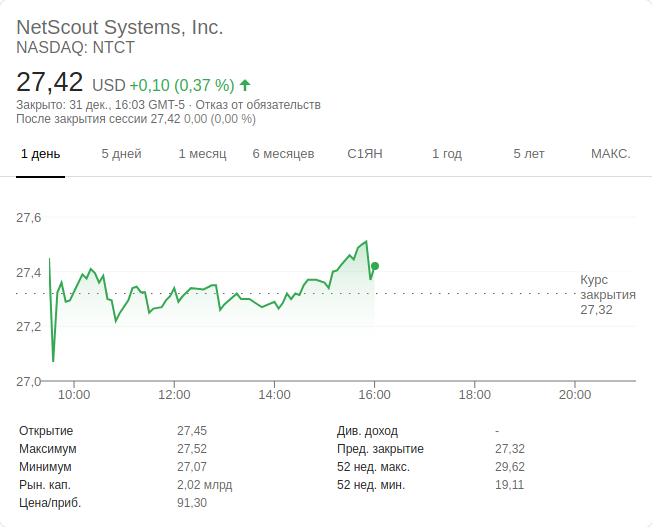 NetScout Systems, Inc.
NASDAQ: NTCT
27,42 USD +0,10 (0,37 %)
Закрыто: 31 дек., 16:03 GMT-5 · Отказ от обязательств
После закрытия сессии 27,42 0,00 (0,00 %)
1 день 5 дней 1 месяц 6 месяцев С1ЯН 1 год 5 лет МАКС.
27,6
27,4
27,2
27,0
Курс
закрытия
27,32
10:00 12:00 14:00 16:00 18:00 20:00
Открытие 27,45 Див. доход -
Максимум 27,52 Пред. закрытие 27,32
Минимум 27,07 52 нед. макс. 29,62
Рын. кап. 2,02 млрд 52 нед. мин. 19,11
Цена/приб. 91,30